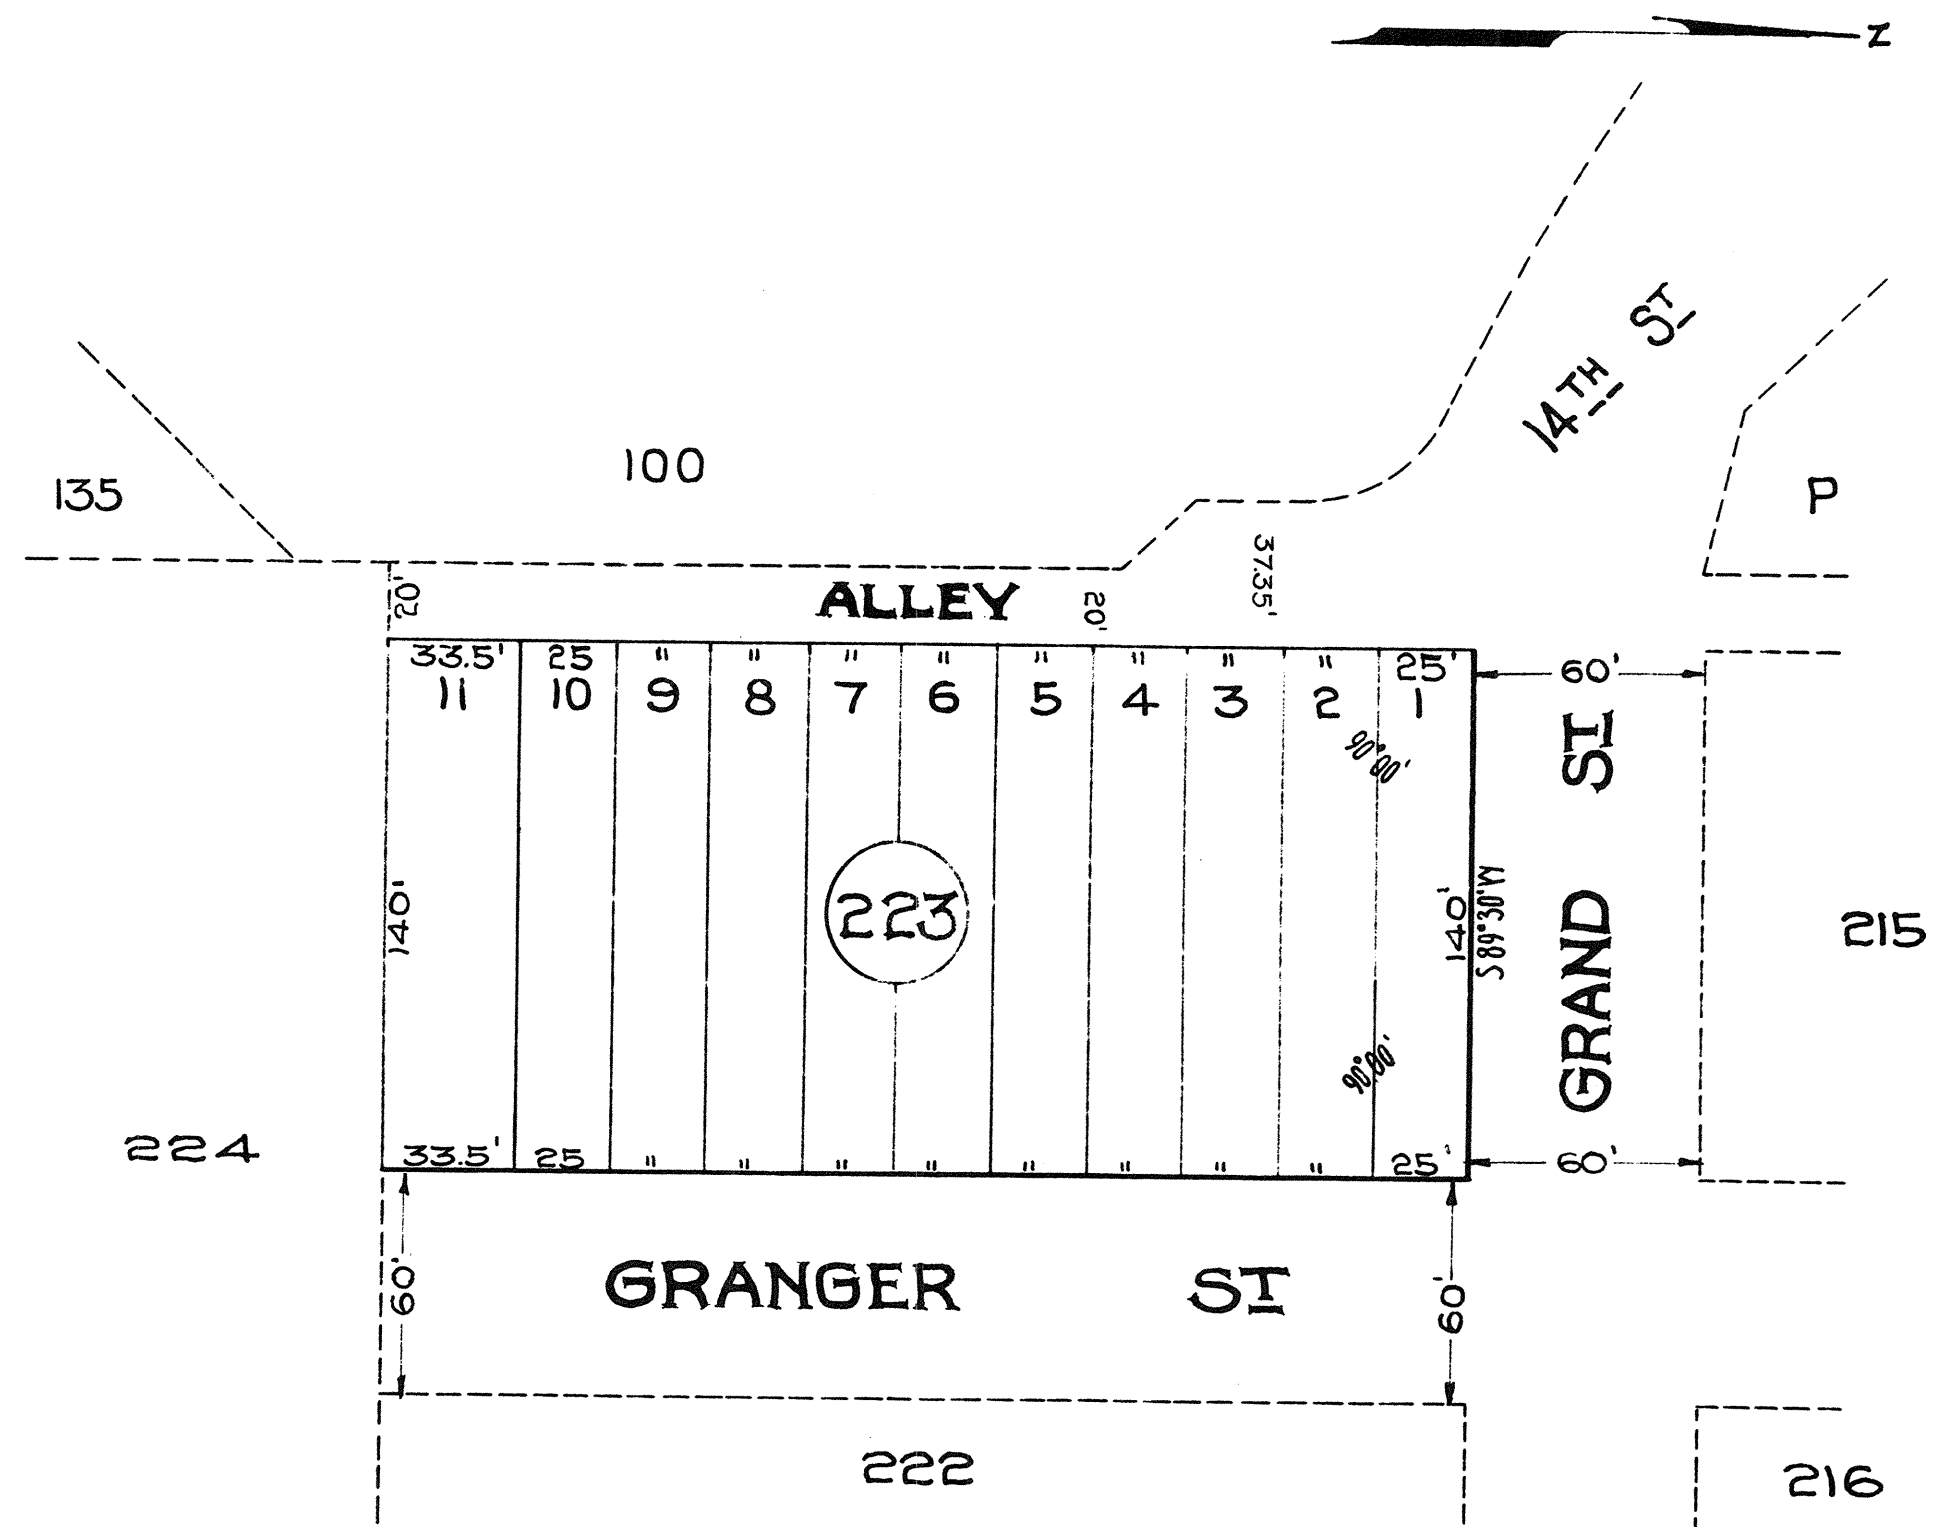 N
14TH ST
100
135
P
37.35'
20'
ALLEY
20'
33.5' 25 " " " " " " " " 25'
11 10 9 8 7 6 5 4 3 2 1
60'
90°00'
GRAND ST
140'
223
140'
S 89°30'W
215
90°00'
224
33.5' 25 " " " " " " " " 25'
60'
60'
GRANGER ST
60'
222
216